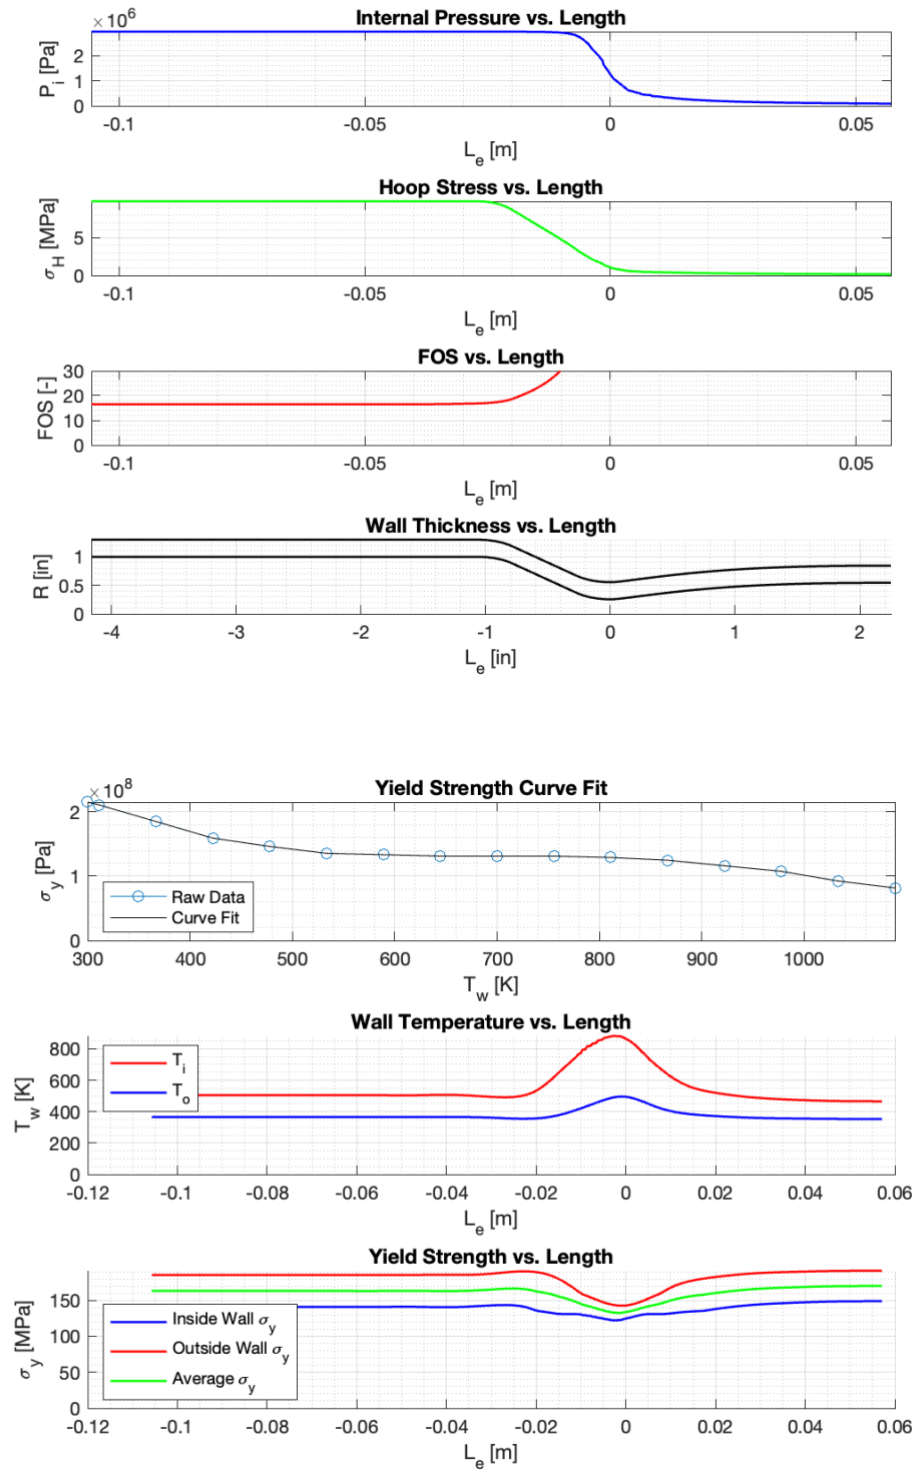 Internal Pressure vs. Length
×10^6
P_i [Pa]
2
1
0
-0.1 -0.05 0 0.05
L_e [m]
Hoop Stress vs. Length
σ_H [MPa]
5
0
-0.1 -0.05 0 0.05
L_e [m]
FOS vs. Length
FOS [-]
30
20
10
0
-0.1 -0.05 0 0.05
L_e [m]
Wall Thickness vs. Length
R [in]
1
0.5
0
-4 -3 -2 -1 0 1 2
L_e [in]
Yield Strength Curve Fit
×10^8
σ_y [Pa]
2
1
0
Raw Data
Curve Fit
300 400 500 600 700 800 900 1000
T_w [K]
Wall Temperature vs. Length
T_w [K]
800
600
400
200
0
T_i
T_o
-0.12 -0.1 -0.08 -0.06 -0.04 -0.02 0 0.02 0.04 0.06
L_e [m]
Yield Strength vs. Length
σ_y [MPa]
150
100
50
0
Inside Wall σ_y
Outside Wall σ_y
Average σ_y
-0.12 -0.1 -0.08 -0.06 -0.04 -0.02 0 0.02 0.04 0.06
L_e [m]